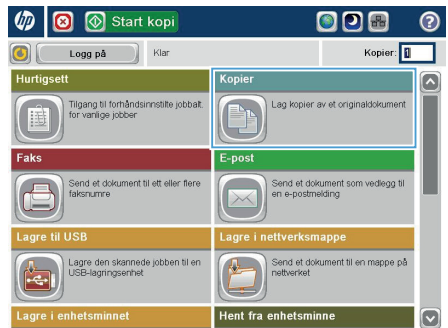 hp Start kopi ?
Logg på Klar Kopier: 1
Hurtigsett
Tilgang til forhåndsinnstilte jobbalt.
for vanlige jobber
Kopier
Lag kopier av et originaldokument
Faks
Send et dokument til ett eller flere
faksnumre
E-post
Send et dokument som vedlegg til
en e-postmelding
Lagre til USB
Lagre den skannede jobben til en
USB-lagringsenhet
Lagre i nettverksmappe
Send et dokument til en mappe på
nettverket
Lagre i enhetsminnet
Hent fra enhetsminne